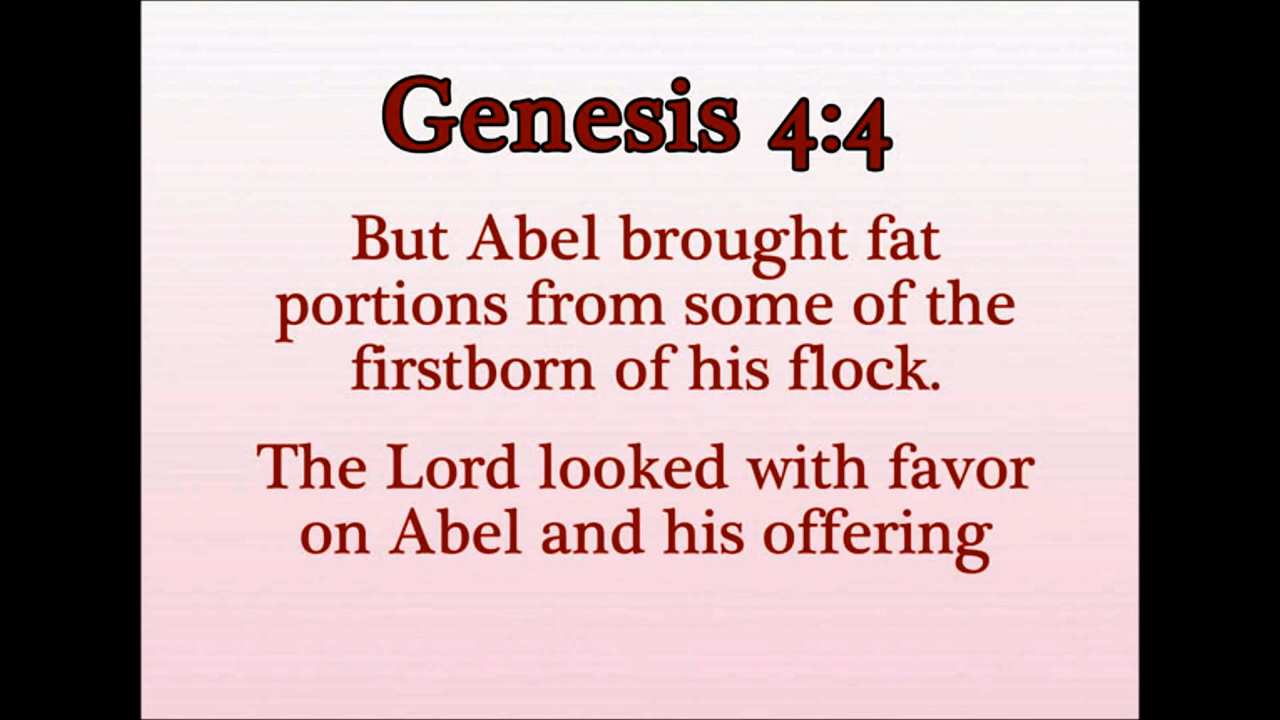 Genesis 4:4
But Abel brought fat
portions from some of the
firstborn of his flock.
The Lord looked with favor
on Abel and his offering